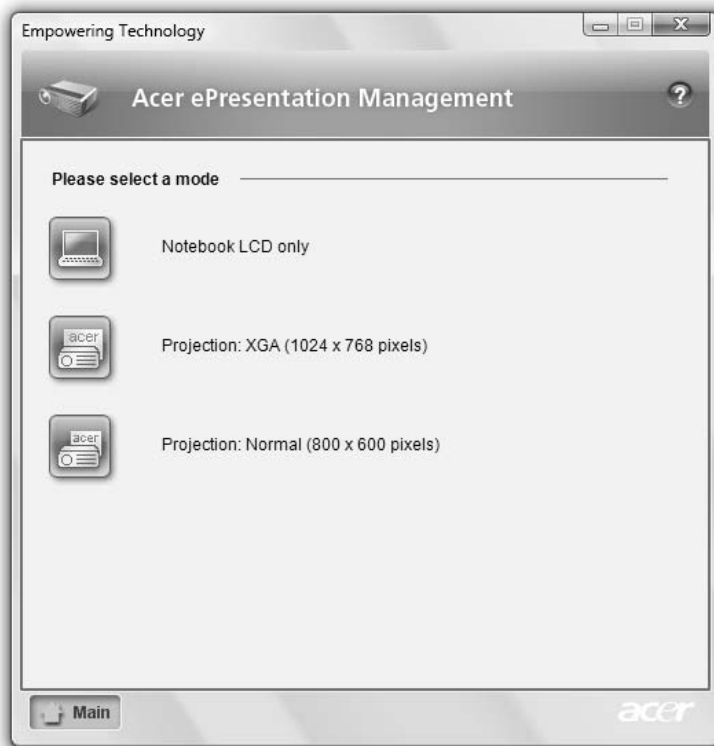 Empowering Technology
Acer ePresentation Management
?
Please select a mode
Notebook LCD only
acer
Projection: XGA (1024 x 768 pixels)
acer
Projection: Normal (800 x 600 pixels)
Main
acer